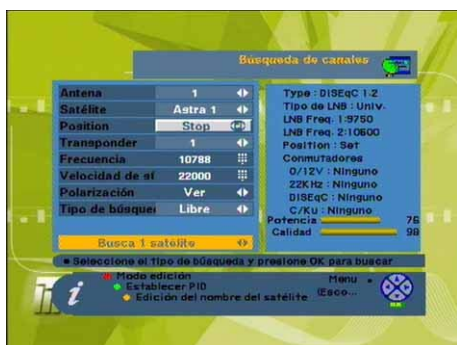 Búsqueda de canales
Antena 1
Satélite Astra 1
Position Stop
Transponder 1
Frecuencia 10788
Velocidad de sí 22000
Polarización Ver
Tipo de búsque Libre
Busca 1 satélite
Type : DiSEqC 1.2
Tipo de LNB : Univ.
LNB Freq. 1:9750
LNB Freq. 2:10600
Position : Set
Conmutadores
0/12V : Ninguno
22KHz : Ninguno
DiSEqC : Ninguno
C/Ku : Ninguno
Potencia 76
Calidad 98
Seleccione el tipo de búsqueda y presione OK para buscar
Modo edición
Establecer PID
Edición del nombre del satélite
Menu
(Esco...
i